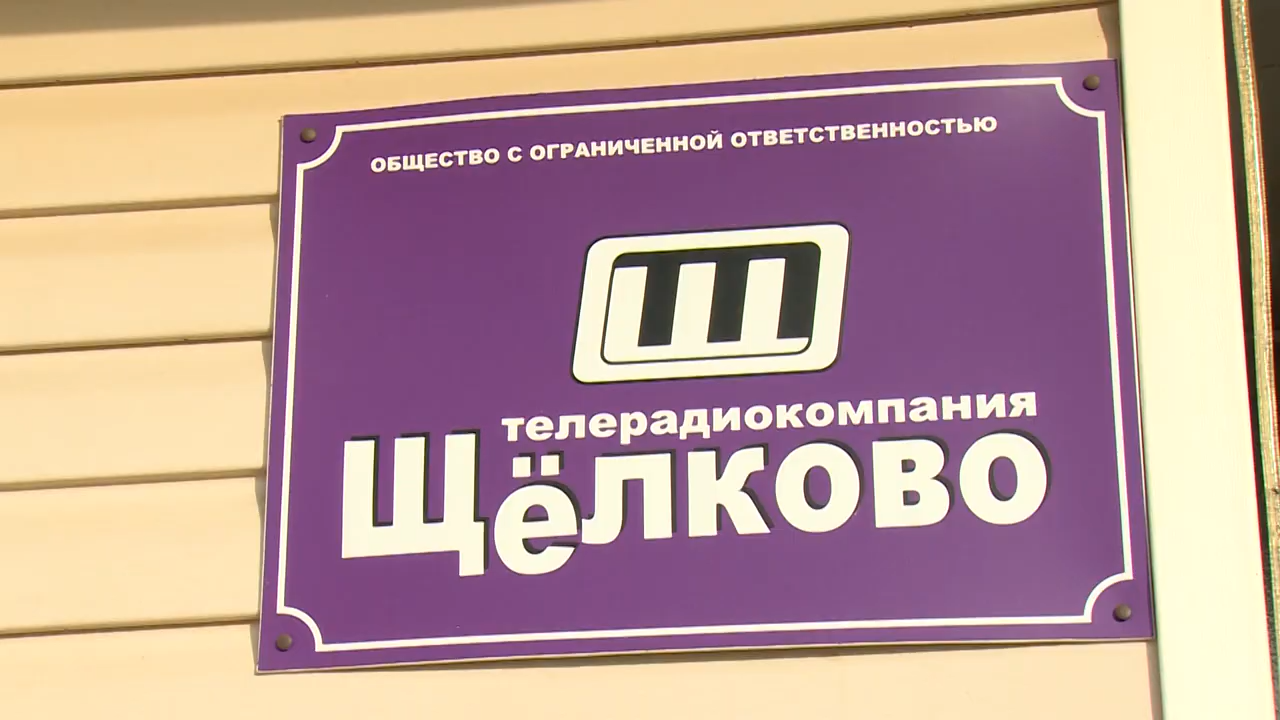 ОБЩЕСТВО С ОГРАНИЧЕННОЙ ОТВЕТСТВЕННОСТЬЮ
Щ
телерадиокомпания
Щёлково